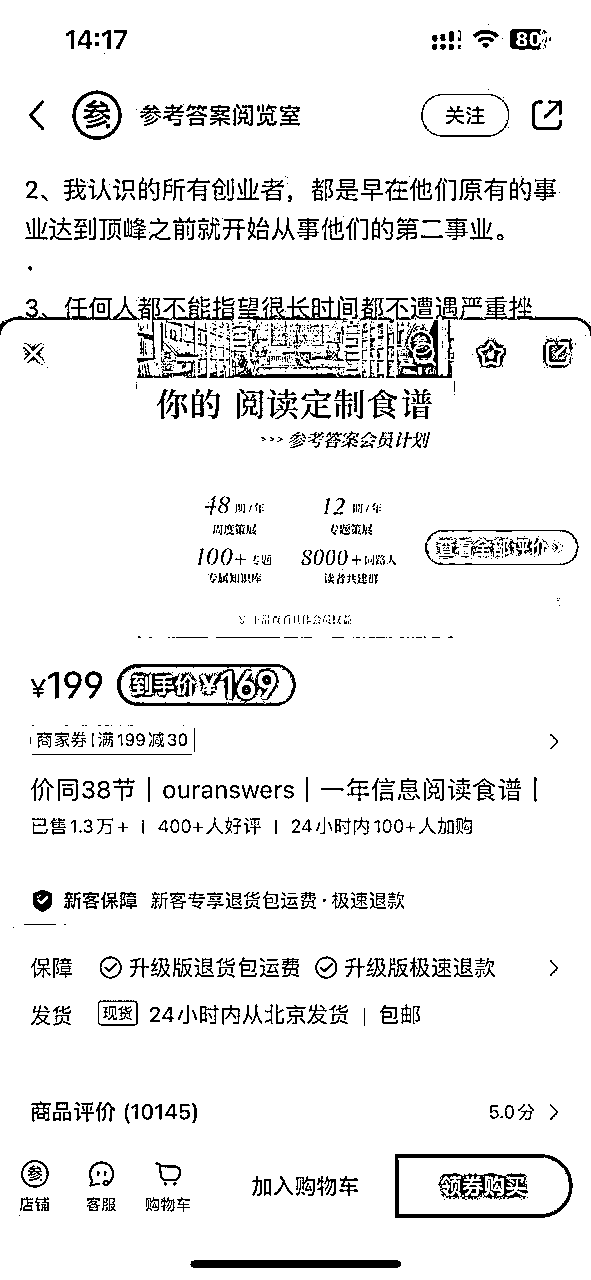 14:17
80
参考答案阅览室
关注
2、我认识的所有创业者，都是早在他们原有的事
业达到顶峰之前就开始从事他们的第二事业。
.
3、任何人都不能指望很长时间都不遭遇严重挫
你的 阅读定制食谱
>>> 参考答案会员计划
48 期/年 12 期/年
周度策展 专题策展
100+ 专题 8000+同路人
专属知识库 读者共建群
查看全部评价
下滑查看具体会员权益
¥199 到手价¥169
商家券 满199减30
价同38节｜ouranswers｜一年信息阅读食谱｜
已售1.3万+ | 400+人好评 | 24小时内100+人加购
新客保障 新客专享退货包运费·极速退款
保障 升级版退货包运费 升级版极速退款
发货 现货 24小时内从北京发货 | 包邮
商品评价 (10145) 5.0分
店铺 客服 购物车 加入购物车 领券购买